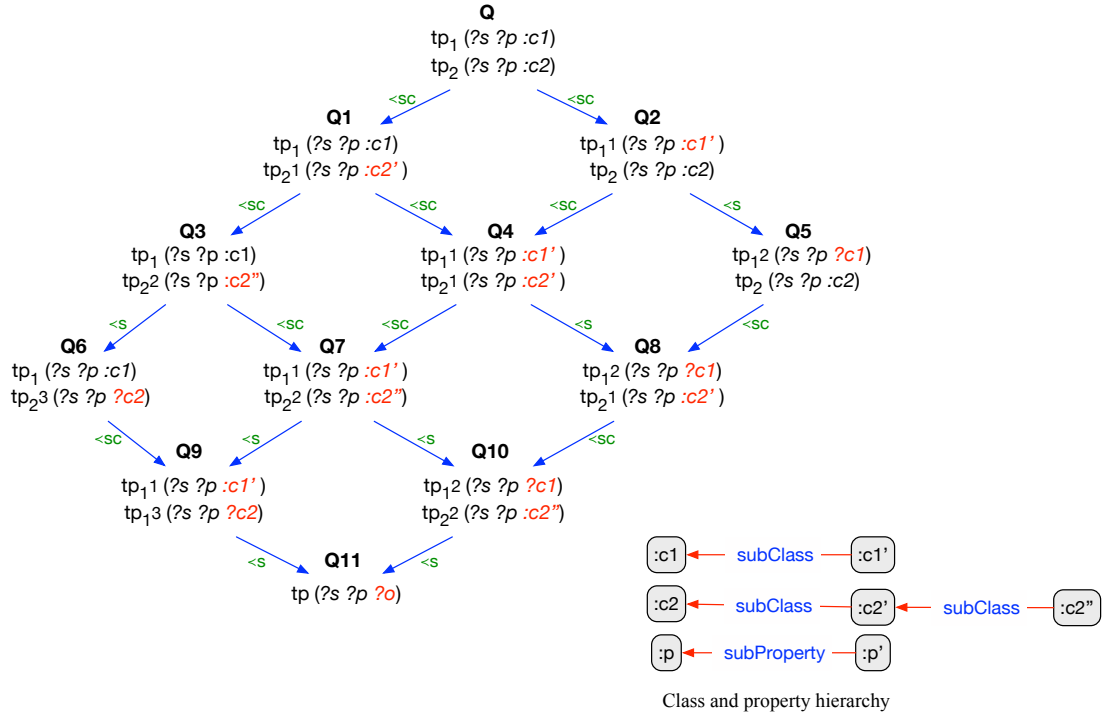 Q
tp1 (?s ?p :c1)
tp2 (?s ?p :c2)
<sc <sc
Q1 Q2
tp1 (?s ?p :c1) tp11 (?s ?p :c1’ )
tp21 (?s ?p :c2’ ) tp2 (?s ?p :c2)
<sc <sc <sc <s
Q3 Q4 Q5
tp1 (?s ?p :c1) tp11 (?s ?p :c1’ ) tp12 (?s ?p ?c1)
tp22 (?s ?p :c2”) tp21 (?s ?p :c2’ ) tp2 (?s ?p :c2)
<s <sc <sc <s <sc
Q6 Q7 Q8
tp1 (?s ?p :c1) tp11 (?s ?p :c1’ ) tp12 (?s ?p ?c1)
tp23 (?s ?p ?c2) tp22 (?s ?p :c2”) tp21 (?s ?p :c2’ )
<sc <s <s <sc
Q9 Q10
tp11 (?s ?p :c1’ ) tp12 (?s ?p ?c1)
tp13 (?s ?p ?c2) tp22 (?s ?p :c2”)
<s <s
Q11
tp (?s ?p ?o)
:c1 subClass :c1’
:c2 subClass :c2’ subClass :c2”
:p subProperty :p’
Class and property hierarchy